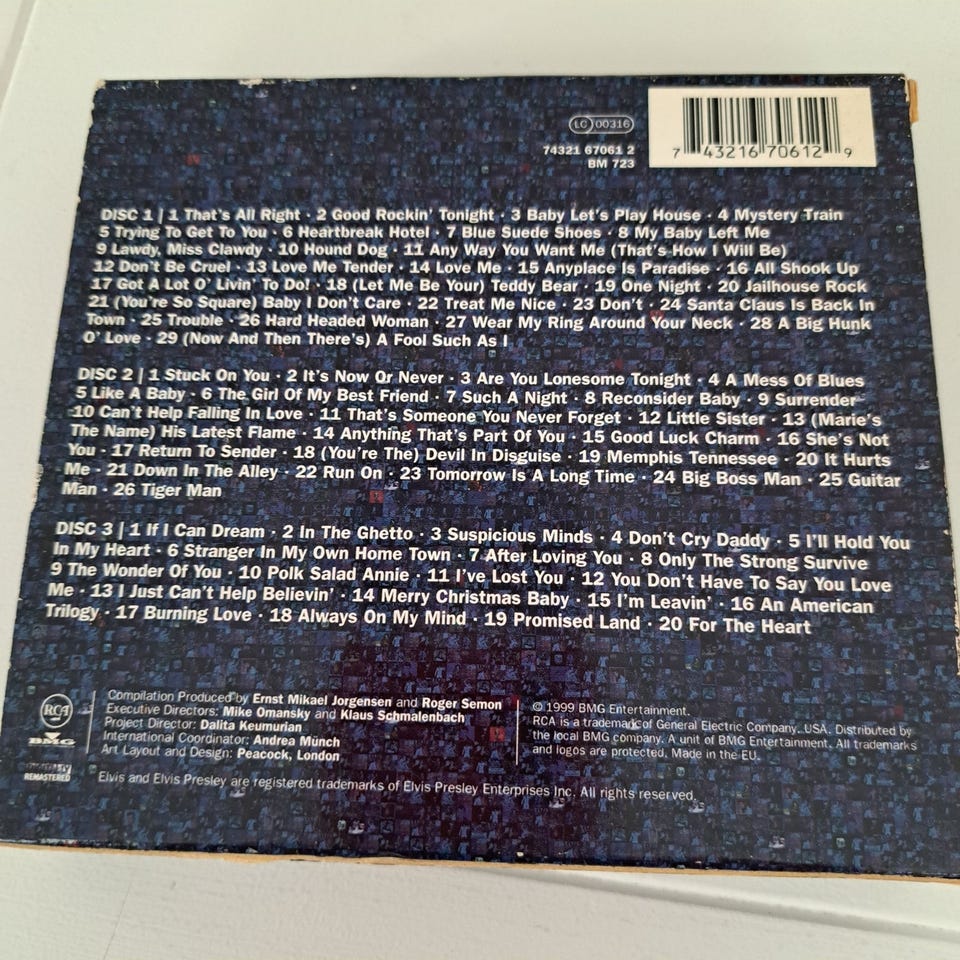 LC 00316
74321 67061 2
BM 723
7 43216 70612 9
DISC 1 | 1 That's All Right · 2 Good Rockin' Tonight · 3 Baby Let's Play House · 4 Mystery Train
5 Trying To Get To You · 6 Heartbreak Hotel · 7 Blue Suede Shoes · 8 My Baby Left Me
9 Lawdy, Miss Clawdy · 10 Hound Dog · 11 Any Way You Want Me (That's How I Will Be)
12 Don't Be Cruel · 13 Love Me Tender · 14 Love Me · 15 Anyplace Is Paradise · 16 All Shook Up
17 Got A Lot O' Livin' To Do! · 18 (Let Me Be Your) Teddy Bear · 19 One Night · 20 Jailhouse Rock
21 (You're So Square) Baby I Don't Care · 22 Treat Me Nice · 23 Don't · 24 Santa Claus Is Back In
Town · 25 Trouble · 26 Hard Headed Woman · 27 Wear My Ring Around Your Neck · 28 A Big Hunk
O' Love · 29 (Now And Then There's) A Fool Such As I
DISC 2 | 1 Stuck On You · 2 It's Now Or Never · 3 Are You Lonesome Tonight · 4 A Mess Of Blues
5 Like A Baby · 6 The Girl Of My Best Friend · 7 Such A Night · 8 Reconsider Baby · 9 Surrender
10 Can't Help Falling In Love · 11 That's Someone You Never Forget · 12 Little Sister · 13 (Marie's
The Name) His Latest Flame · 14 Anything That's Part Of You · 15 Good Luck Charm · 16 She's Not
You · 17 Return To Sender · 18 (You're The) Devil In Disguise · 19 Memphis Tennessee · 20 It Hurts
Me · 21 Down In The Alley · 22 Run On · 23 Tomorrow Is A Long Time · 24 Big Boss Man · 25 Guitar
Man · 26 Tiger Man
DISC 3 | 1 If I Can Dream · 2 In The Ghetto · 3 Suspicious Minds · 4 Don't Cry Daddy · 5 I'll Hold You
In My Heart · 6 Stranger In My Own Home Town · 7 After Loving You · 8 Only The Strong Survive
9 The Wonder Of You · 10 Polk Salad Annie · 11 I've Lost You · 12 You Don't Have To Say You Love
Me · 13 I Just Can't Help Believin' · 14 Merry Christmas Baby · 15 I'm Leavin' · 16 An American
Trilogy · 17 Burning Love · 18 Always On My Mind · 19 Promised Land · 20 For The Heart
RCA
BMG
DIGITALLY
REMASTERED
Compilation Produced by Ernst Mikael Jorgensen and Roger Semon
Executive Directors: Mike Omansky and Klaus Schmalenbach
Project Director: Dalita Keumurian
International Coordinator: Andrea Münch
Art Layout and Design: Peacock, London
© 1999 BMG Entertainment.
RCA is a trademark of General Electric Company, USA. Distributed by
the local BMG company. A unit of BMG Entertainment. All trademarks
and logos are protected. Made in the EU.
Elvis and Elvis Presley are registered trademarks of Elvis Presley Enterprises Inc. All rights reserved.